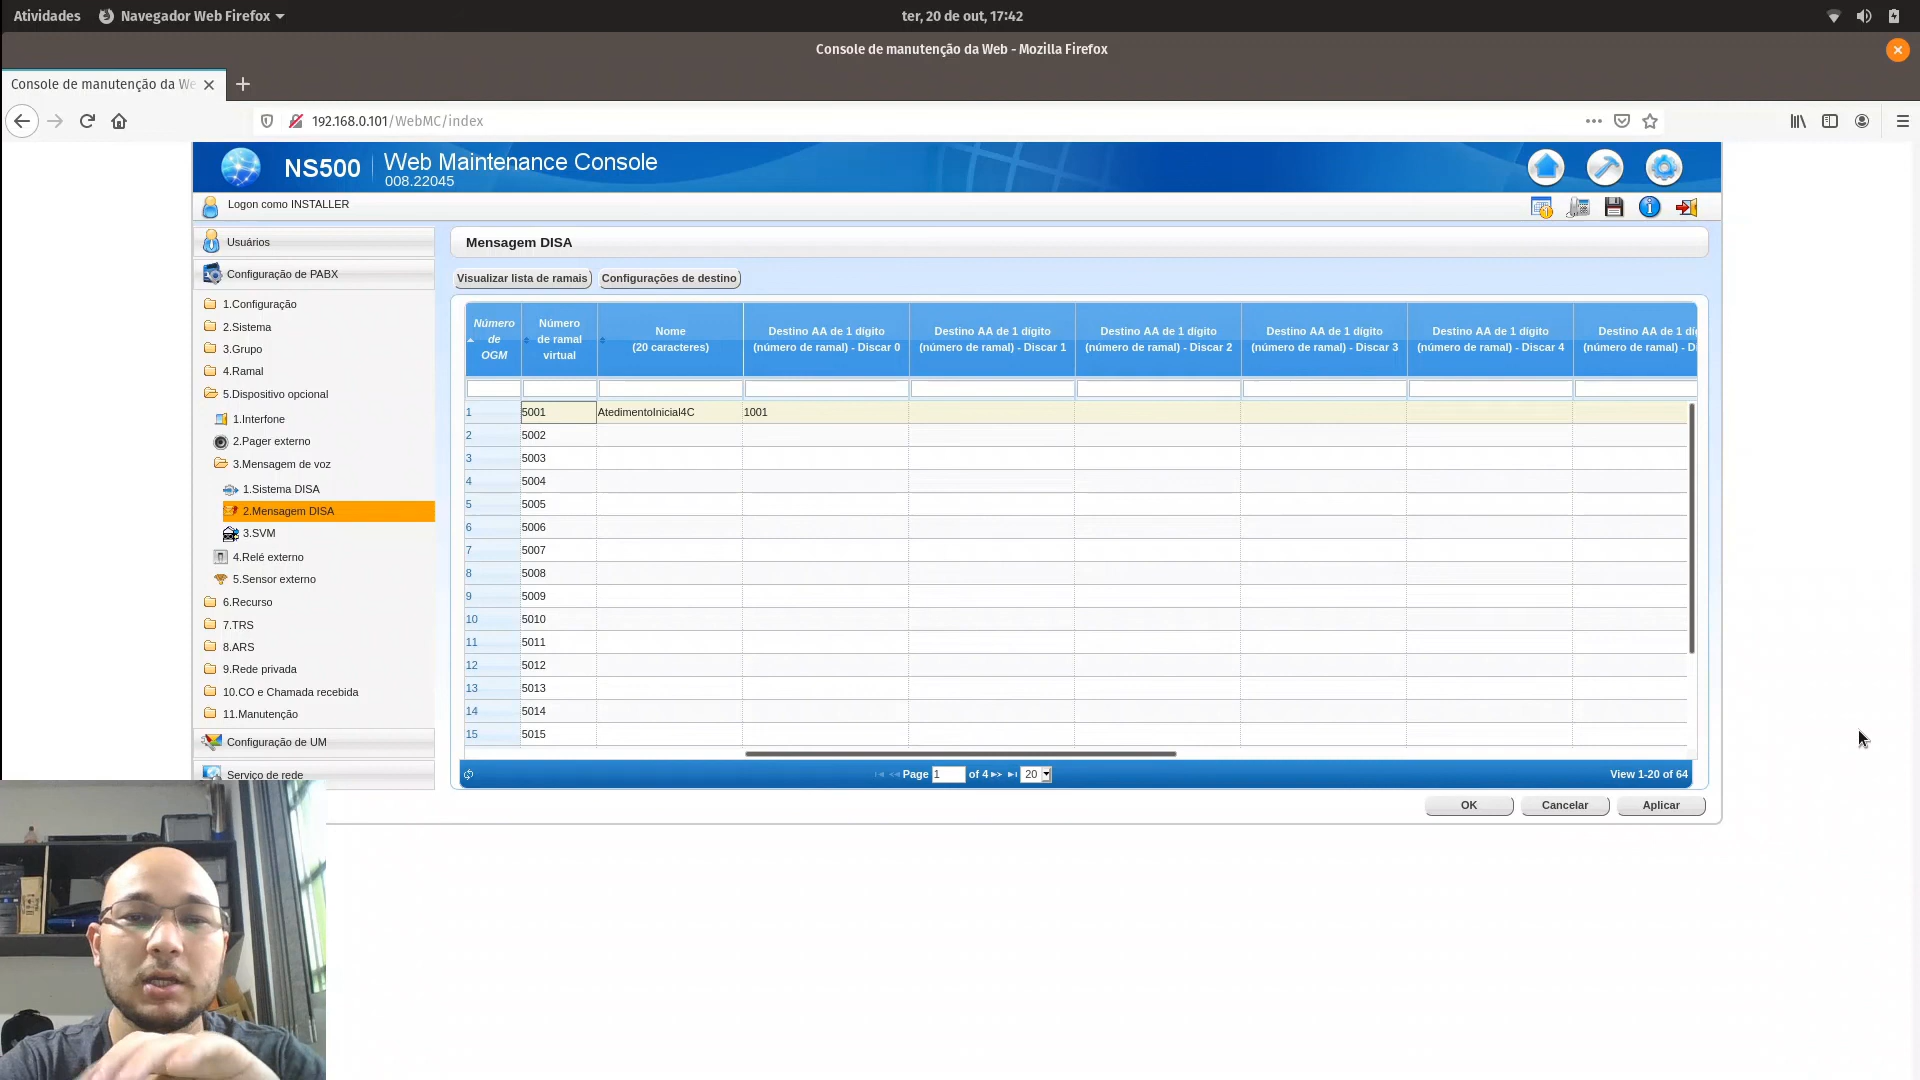 Atividades
Navegador Web Firefox
ter, 20 de out, 17:42
Console de manutenção da Web - Mozilla Firefox
Console de manutenção da We
192.168.0.101/WebMC/index
NS500
Web Maintenance Console
008.22045
Logon como INSTALLER
Usuários
Configuração de PABX
1.Configuração
2.Sistema
3.Grupo
4.Ramal
5.Dispositivo opcional
1.Interfone
2.Pager externo
3.Mensagem de voz
1.Sistema DISA
2.Mensagem DISA
3.SVM
4.Relé externo
5.Sensor externo
6.Recurso
7.TRS
8.ARS
9.Rede privada
10.CO e Chamada recebida
11.Manutenção
Configuração de UM
Serviço de rede
Mensagem DISA
Visualizar lista de ramais
Configurações de destino
Número de OGM
Número de ramal virtual
Nome (20 caracteres)
Destino AA de 1 dígito (número de ramal) - Discar 0
Destino AA de 1 dígito (número de ramal) - Discar 1
Destino AA de 1 dígito (número de ramal) - Discar 2
Destino AA de 1 dígito (número de ramal) - Discar 3
Destino AA de 1 dígito (número de ramal) - Discar 4
Destino AA de 1 díg (número de ramal) - D
1 5001 AtedimentoInicial4C 1001
2 5002
3 5003
4 5004
5 5005
6 5006
7 5007
8 5008
9 5009
10 5010
11 5011
12 5012
13 5013
14 5014
15 5015
Page 1 of 4 20
View 1-20 of 64
OK
Cancelar
Aplicar